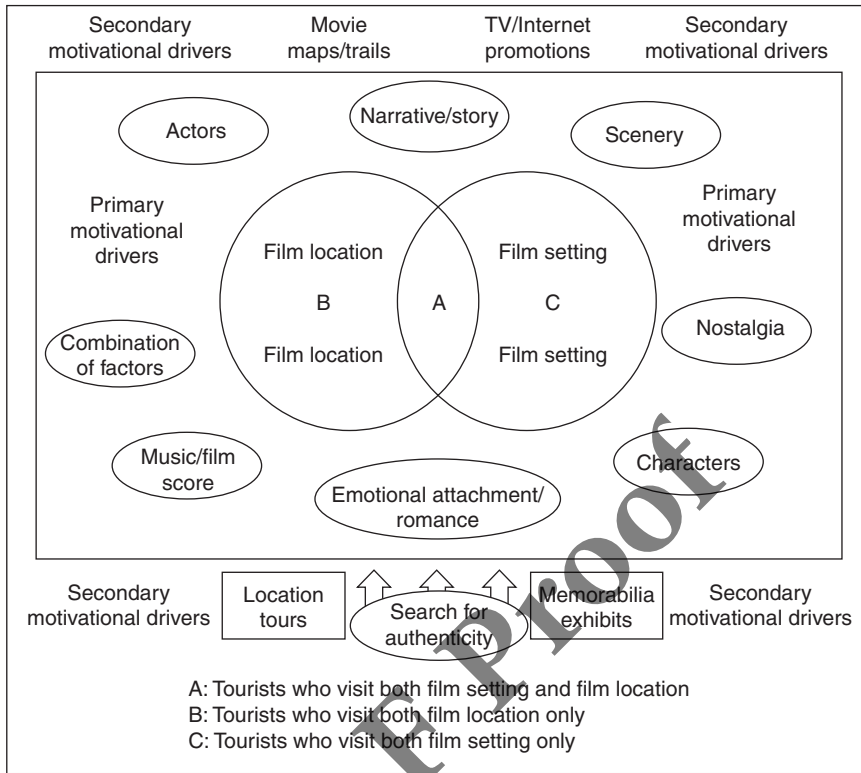 Secondary
motivational drivers
Movie
maps/trails
TV/Internet
promotions
Secondary
motivational drivers
Actors
Narrative/story
Scenery
Primary
motivational
drivers
Primary
motivational
drivers
Film location
Film setting
B
A
C
Film location
Film setting
Combination
of factors
Nostalgia
Music/film
score
Emotional attachment/
romance
Characters
Secondary
motivational drivers
Location
tours
Search for
authenticity
Memorabilia
exhibits
Secondary
motivational drivers
A: Tourists who visit both film setting and film location
B: Tourists who visit both film location only
C: Tourists who visit both film setting only
F Proof